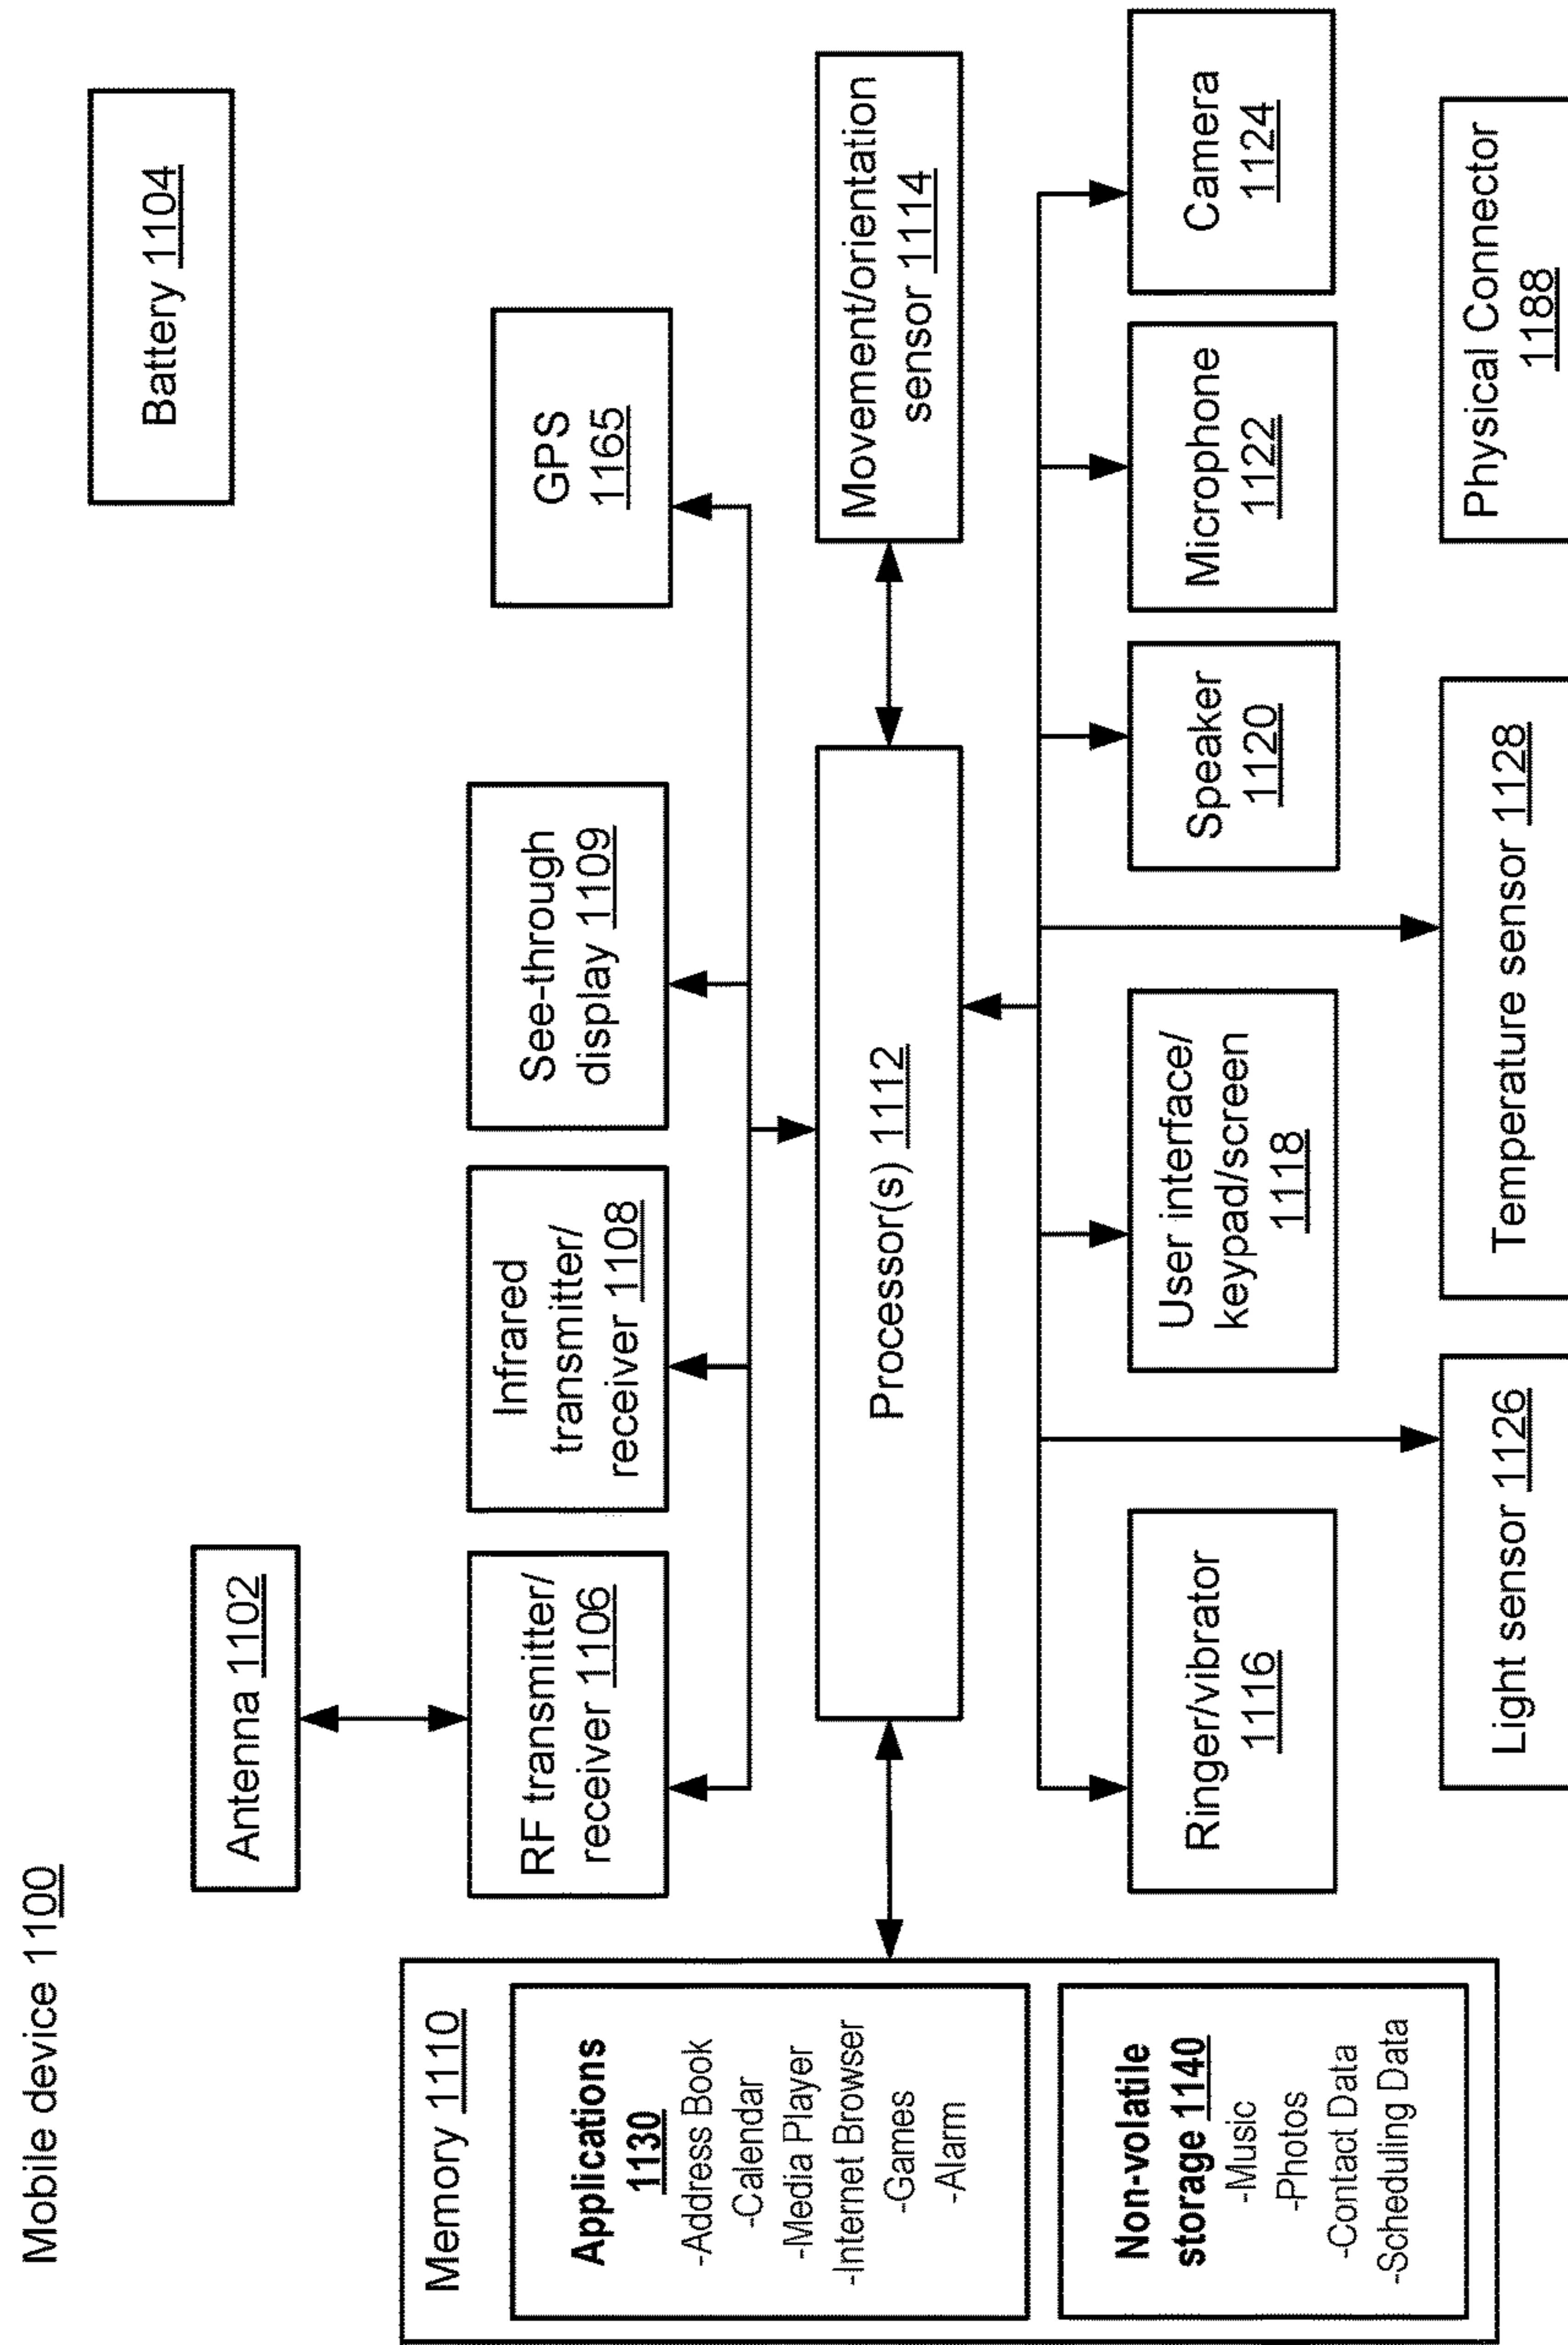 Mobile device 1100
Battery 1104
Antenna 1102
Memory 1110
RF transmitter/
receiver 1106
Infrared
transmitter/
receiver 1108
See-through
display 1109
GPS
1165
Applications
1130
-Address Book
-Calendar
-Media Player
-Internet Browser
-Games
-Alarm
Processor(s) 1112
Movement/orientation
sensor 1114
Non-volatile
storage 1140
-Music
-Photos
-Contact Data
-Scheduling Data
Ringer/vibrator
1116
User interface/
keypad/screen
1118
Speaker
1120
Microphone
1122
Camera
1124
Light sensor 1126
Temperature sensor 1128
Physical Connector
1188